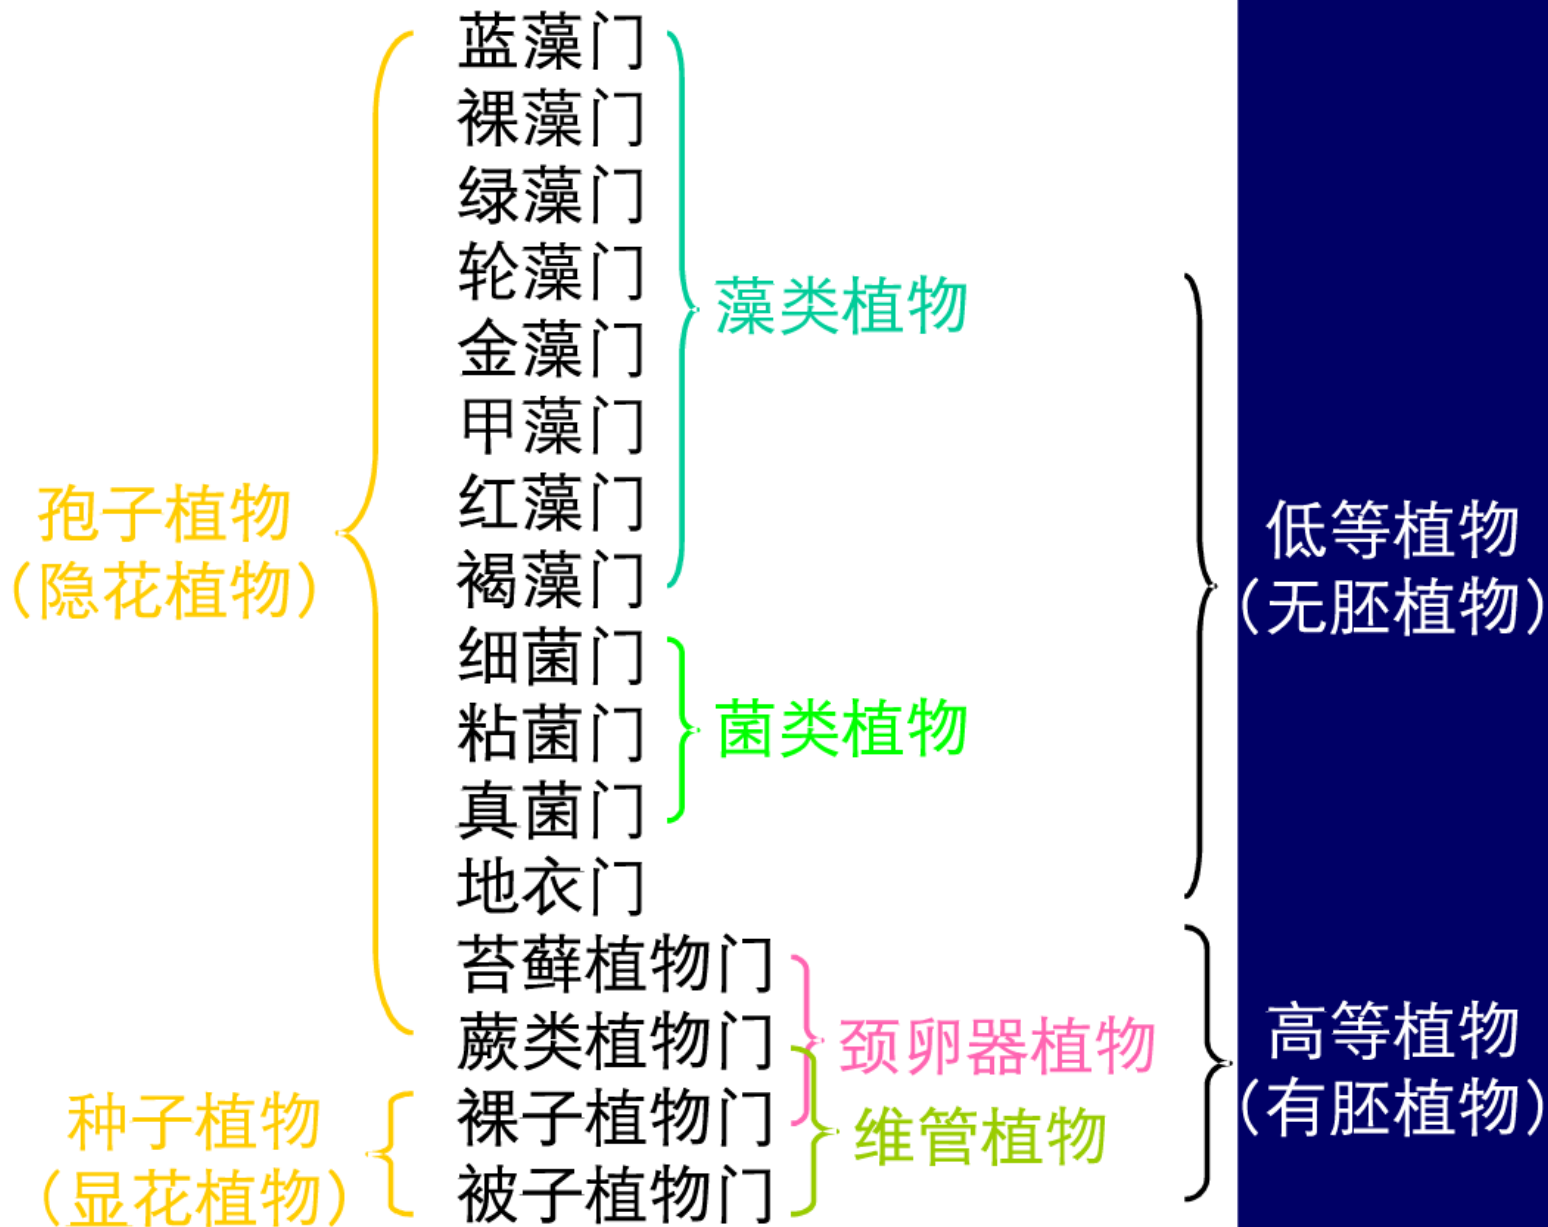 蓝藻门
裸藻门
绿藻门
轮藻门
金藻门
甲藻门
红藻门
褐藻门
细菌门
粘菌门
真菌门
地衣门
苔藓植物门
蕨类植物门
裸子植物门
被子植物门
孢子植物
（隐花植物）
种子植物
（显花植物）
藻类植物
菌类植物
颈卵器植物
维管植物
低等植物
（无胚植物）
高等植物
（有胚植物）